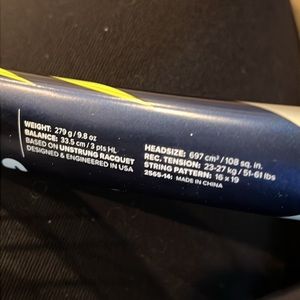 WEIGHT: 279 g / 9.8 oz
BALANCE: 33.5 cm / 3 pts HL
BASED ON UNSTRUNG RACQUET
DESIGNED & ENGINEERED IN USA
HEADSIZE: 697 cm² / 108 sq. in.
REC. TENSION: 23-27 kg / 51-61 lbs
STRING PATTERN: 16 x 19
2565-14: MADE IN CHINA